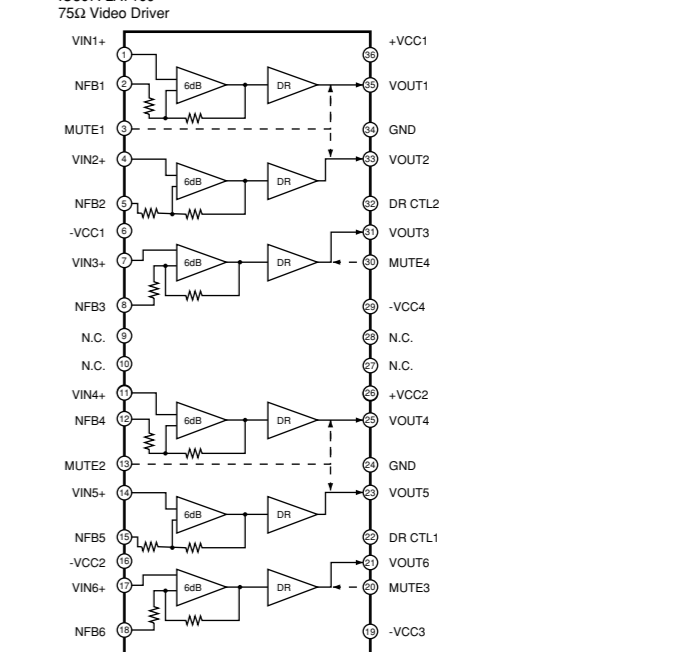 75Ω Video Driver
VIN1+ 1 36 +VCC1
NFB1 2 6dB DR 35 VOUT1
MUTE1 3 34 GND
VIN2+ 4 33 VOUT2
6dB DR
NFB2 5 32 DR CTL2
-VCC1 6 31 VOUT3
VIN3+ 7 6dB DR 30 MUTE4
NFB3 8 29 -VCC4
N.C. 9 28 N.C.
N.C. 10 27 N.C.
VIN4+ 11 26 +VCC2
NFB4 12 6dB DR 25 VOUT4
MUTE2 13 24 GND
VIN5+ 14 23 VOUT5
6dB DR
NFB5 15 22 DR CTL1
-VCC2 16 21 VOUT6
VIN6+ 17 6dB DR 20 MUTE3
NFB6 18 19 -VCC3